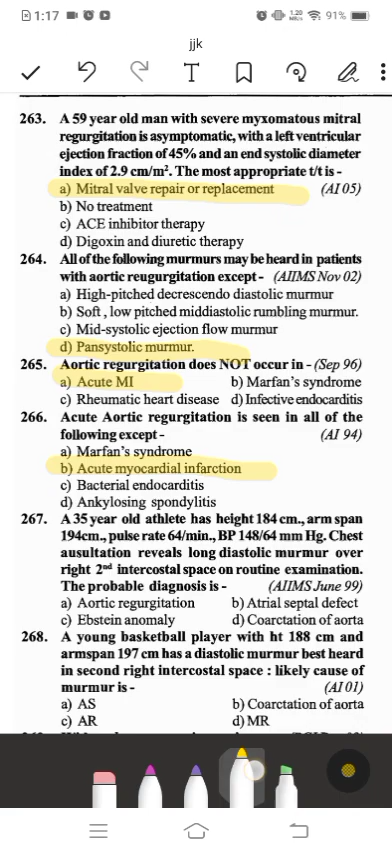 1:17
1.20
MB/s
91%
jjk
T
263. A 59 year old man with severe myxomatous mitral
regurgitation is asymptomatic, with a left ventricular
ejection fraction of 45% and an end systolic diameter
index of 2.9 cm/m². The most appropriate t/t is -
a) Mitral valve repair or replacement (AI 05)
b) No treatment
c) ACE inhibitor therapy
d) Digoxin and diuretic therapy
264. All of the following murmurs may be heard in patients
with aortic reugurgitation except - (AIIMS Nov 02)
a) High-pitched decrescendo diastolic murmur
b) Soft , low pitched middiastolic rumbling murmur.
c) Mid-systolic ejection flow murmur
d) Pansystolic murmur.
265. Aortic regurgitation does NOT occur in - (Sep 96)
a) Acute MI b) Marfan's syndrome
c) Rheumatic heart disease d) Infective endocarditis
266. Acute Aortic regurgitation is seen in all of the
following except - (AI 94)
a) Marfan's syndrome
b) Acute myocardial infarction
c) Bacterial endocarditis
d) Ankylosing spondylitis
267. A 35 year old athlete has height 184 cm., arm span
194cm., pulse rate 64/min., BP 148/64 mm Hg. Chest
ausultation reveals long diastolic murmur over
right 2nd intercostal space on routine examination.
The probable diagnosis is - (AIIMS June 99)
a) Aortic regurgitation b) Atrial septal defect
c) Ebstein anomaly d) Coarctation of aorta
268. A young basketball player with ht 188 cm and
armspan 197 cm has a diastolic murmur best heard
in second right intercostal space : likely cause of
murmur is - (AI 01)
a) AS b) Coarctation of aorta
c) AR d) MR